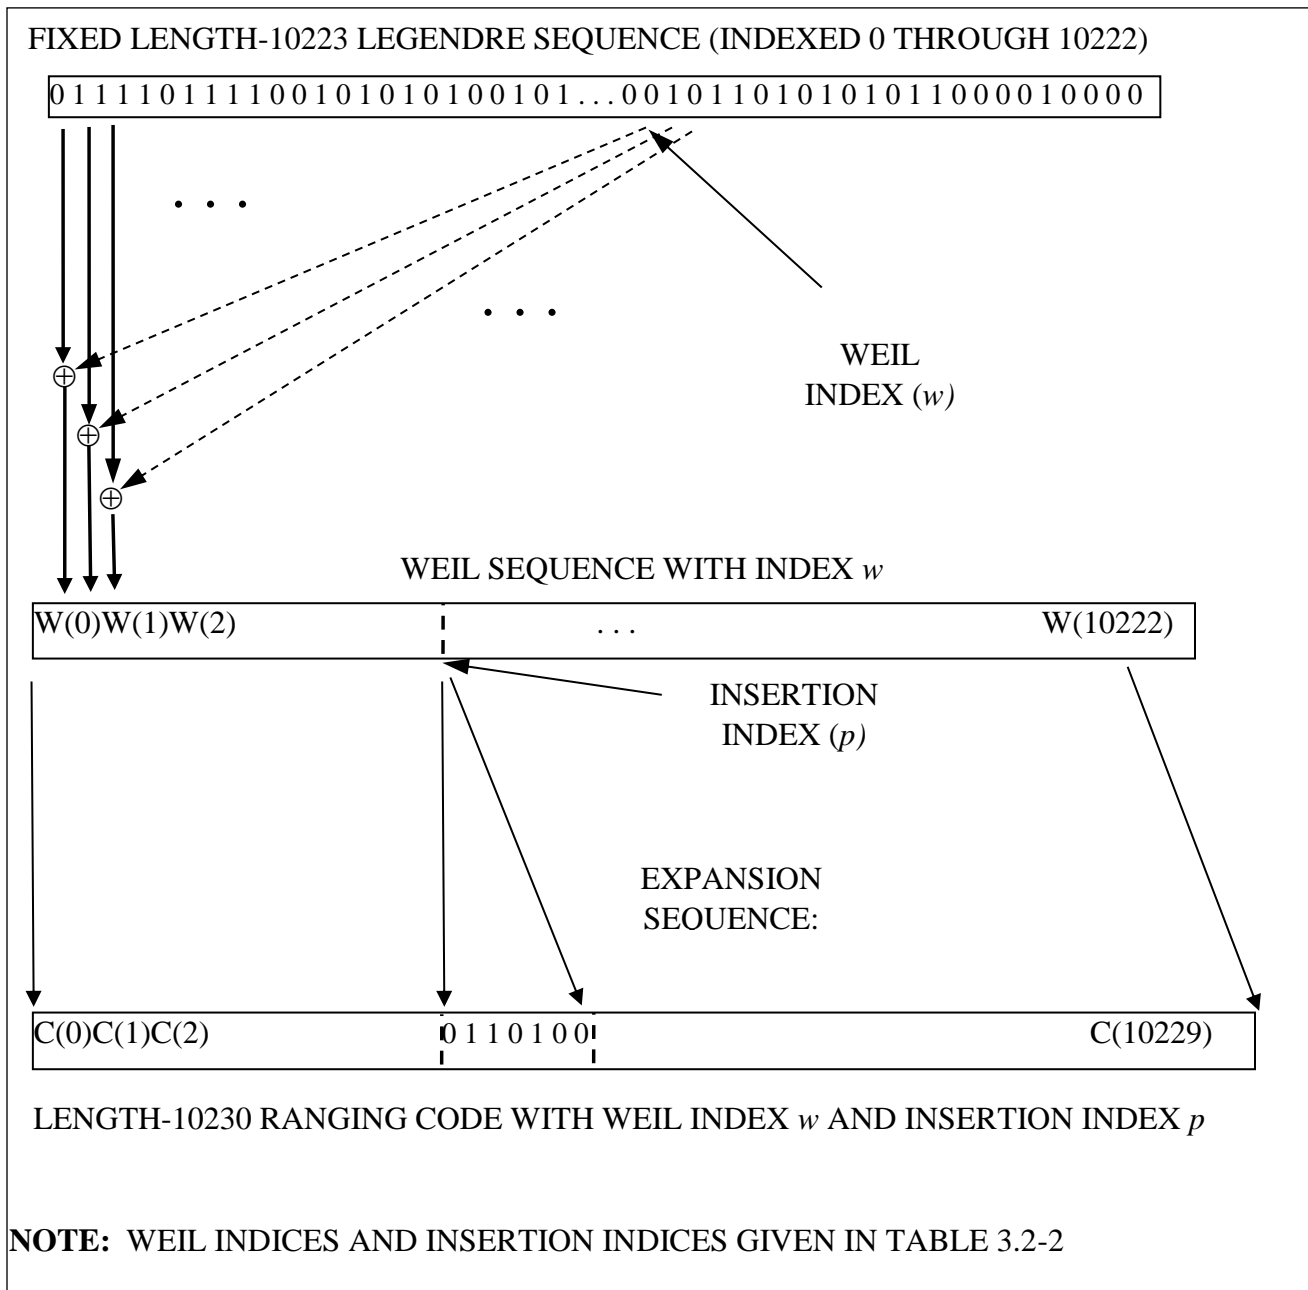 FIXED LENGTH-10223 LEGENDRE SEQUENCE (INDEXED 0 THROUGH 10222)
0 1 1 1 1 0 1 1 1 1 0 0 1 0 1 0 1 0 1 0 0 1 0 1 . . . 0 0 1 0 1 1 0 1 0 1 0 1 0 1 1 0 0 0 0 1 0 0 0 0
. . .
. . .
WEIL
INDEX (w)
⊕
⊕
⊕
WEIL SEQUENCE WITH INDEX w
W(0)W(1)W(2) . . . W(10222)
INSERTION
INDEX (p)
EXPANSION
SEQUENCE:
C(0)C(1)C(2) 0 1 1 0 1 0 0 C(10229)
LENGTH-10230 RANGING CODE WITH WEIL INDEX w AND INSERTION INDEX p
NOTE: WEIL INDICES AND INSERTION INDICES GIVEN IN TABLE 3.2-2